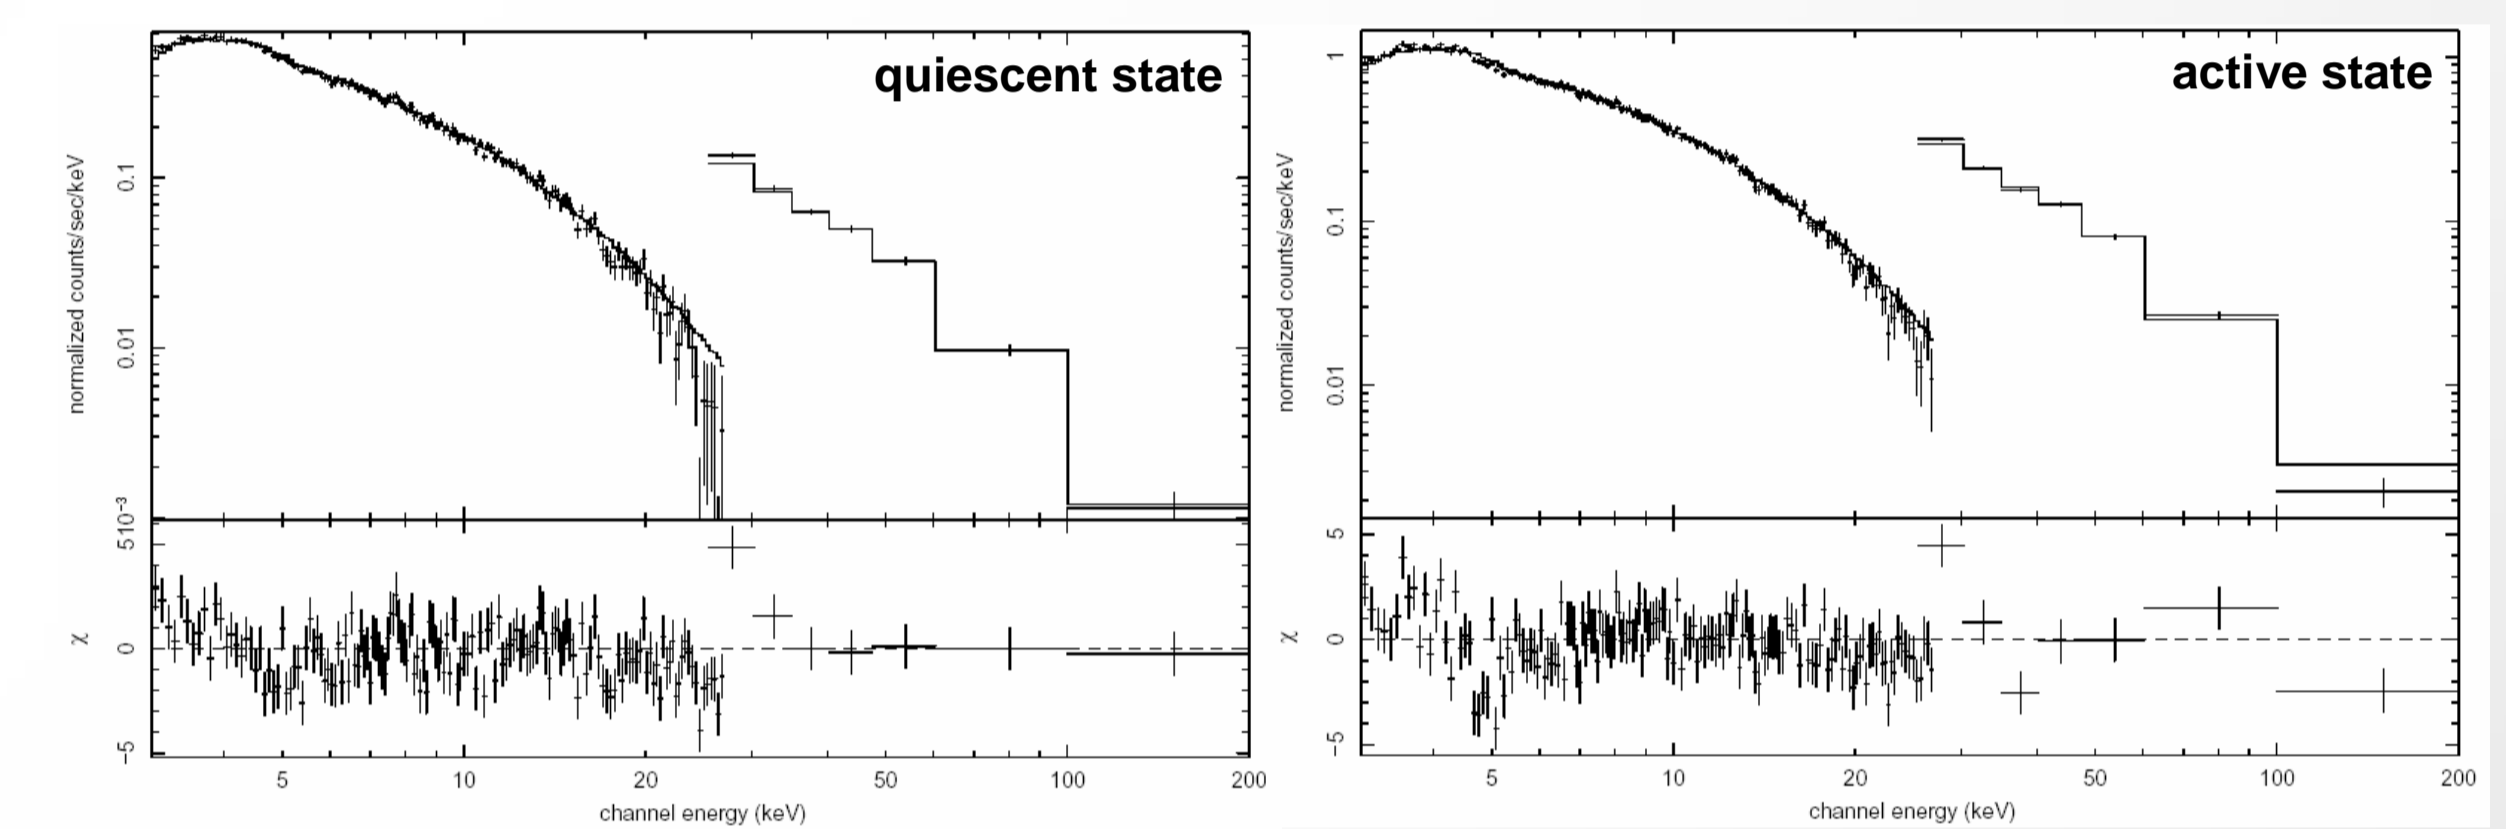 quiescent state
normalized counts/sec/keV
0.1
0.01
10⁻³
5
0
−5
χ
5 10 20 50 100 200
channel energy (keV)
active state
normalized counts/sec/keV
1
0.1
0.01
5
0
−5
χ
5 10 20 50 100 200
channel energy (keV)